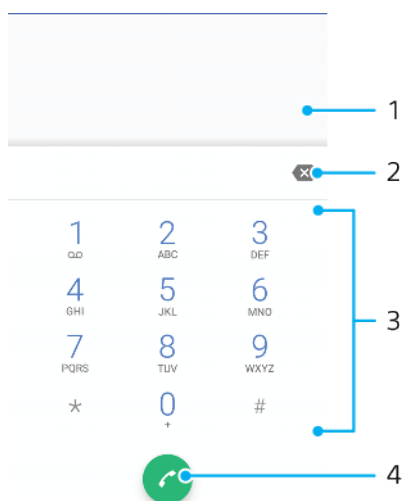 1
2
1 2 3
ABC DEF
4 5 6
GHI JKL MNO
3
7 8 9
PQRS TUV WXYZ
* 0 #
+
4